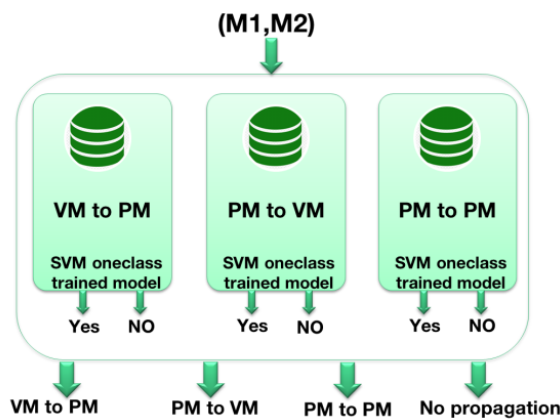 (M1,M2)
VM to PM
SVM oneclass
trained model
Yes NO
PM to VM
SVM oneclass
trained model
Yes NO
PM to PM
SVM oneclass
trained model
Yes NO
VM to PM
PM to VM
PM to PM
No propagation